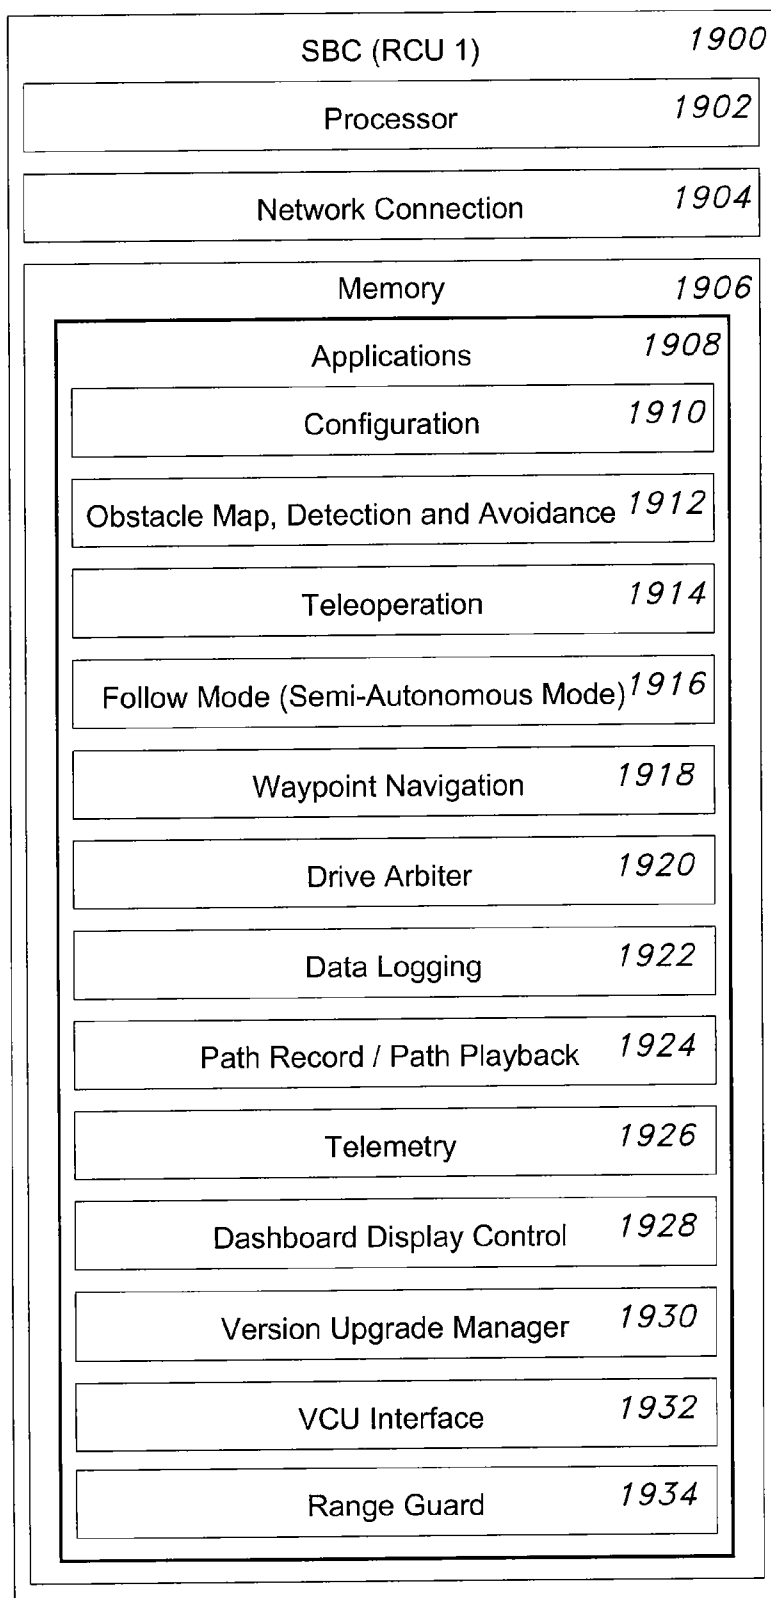 SBC (RCU 1) 1900
Processor 1902
Network Connection 1904
Memory 1906
Applications 1908
Configuration 1910
Obstacle Map, Detection and Avoidance 1912
Teleoperation 1914
Follow Mode (Semi-Autonomous Mode) 1916
Waypoint Navigation 1918
Drive Arbiter 1920
Data Logging 1922
Path Record / Path Playback 1924
Telemetry 1926
Dashboard Display Control 1928
Version Upgrade Manager 1930
VCU Interface 1932
Range Guard 1934